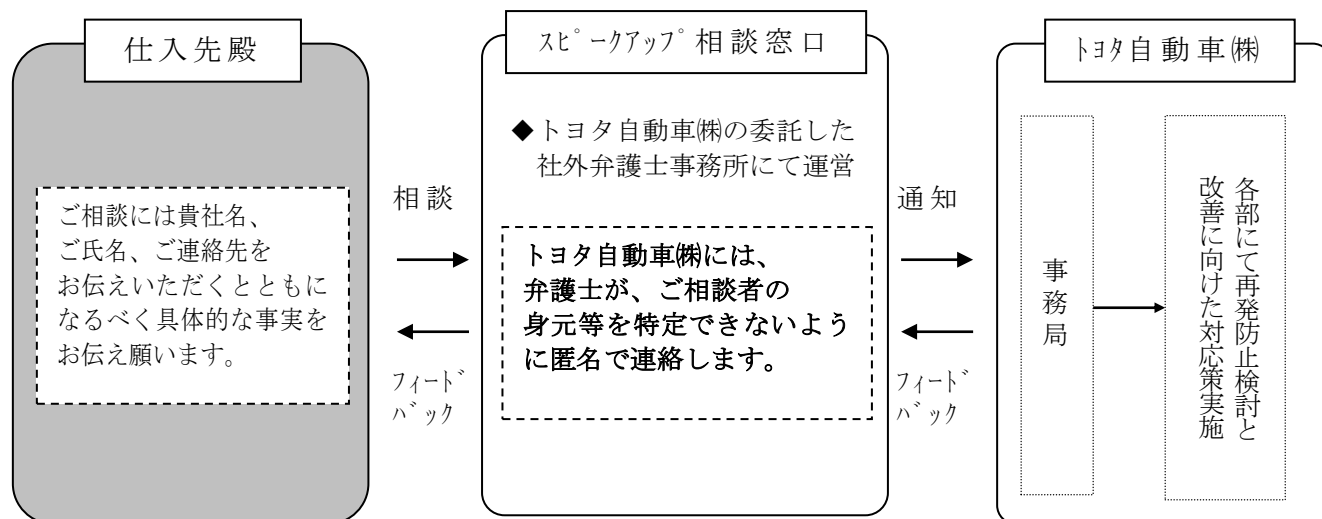 仕入先殿
ご相談には貴社名、
ご氏名、ご連絡先を
お伝えいただくとともに
なるべく具体的な事実を
お伝え願います。
相談
フィードﾞ
ハﾞック
ｽﾋﾟｰｸｱｯﾌﾟ相談窓口
◆トヨタ自動車㈱の委託した
社外弁護士事務所にて運営
トヨタ自動車㈱には、
弁護士が、ご相談者の
身元等を特定できないよう
に匿名で連絡します。
通知
ﾌｨｰﾄﾞ
ﾊﾞｯｸ
ﾄﾖﾀ自動車㈱
事務局
各部にて再発防止検討と
改善に向けた対応策実施